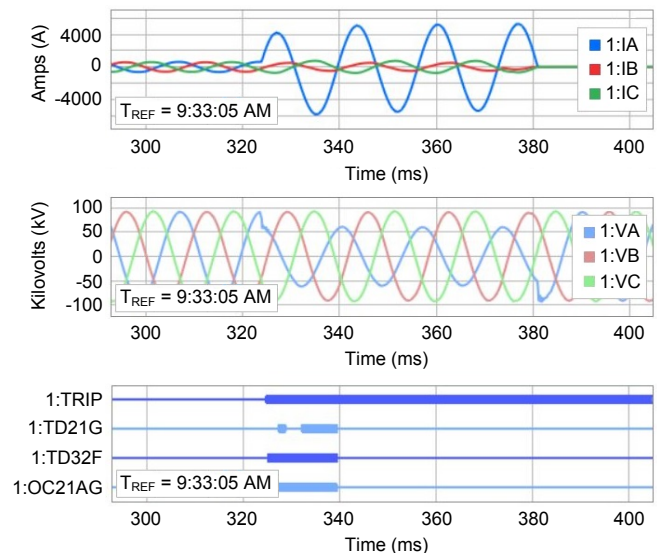 Amps (A)
4000
0
-4000
1:IA
1:IB
1:IC
TREF = 9:33:05 AM
300 320 340 360 380 400
Time (ms)
Kilovolts (kV)
100
50
0
-50
-100
1:VA
1:VB
1:VC
TREF = 9:33:05 AM
300 320 340 360 380 400
Time (ms)
1:TRIP
1:TD21G
1:TD32F
1:OC21AG
TREF = 9:33:05 AM
300 320 340 360 380 400
Time (ms)